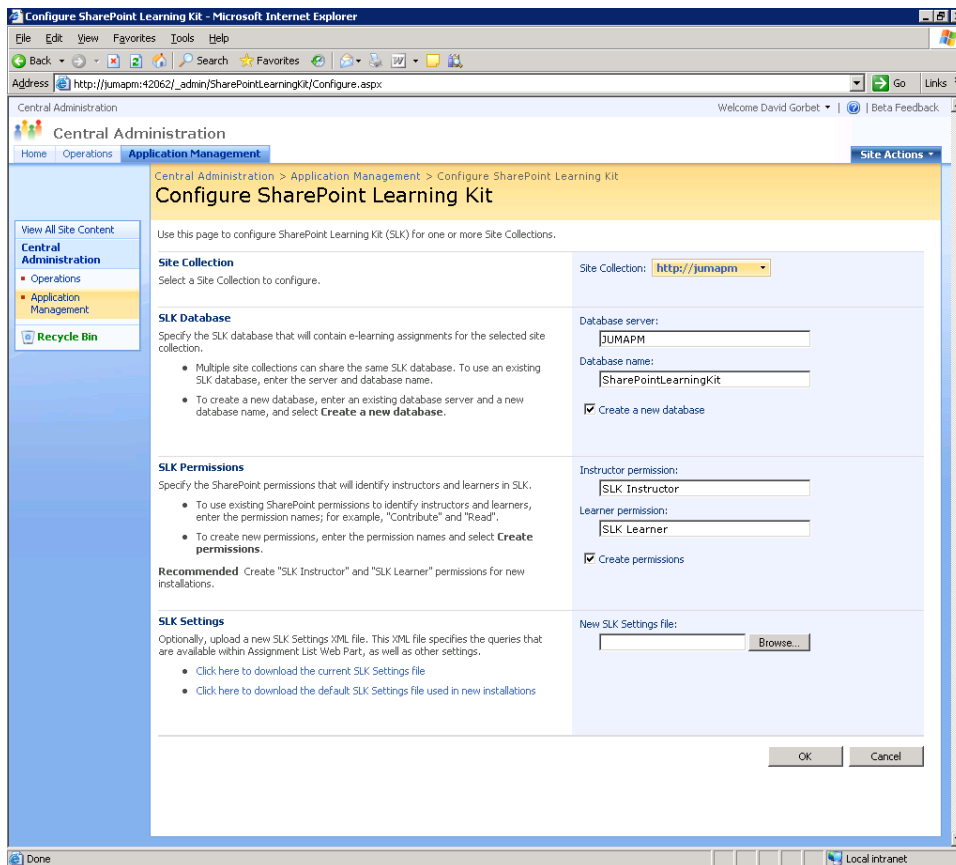 Configure SharePoint Learning Kit - Microsoft Internet Explorer
File Edit View Favorites Tools Help
Back Search Favorites
Address http://jumapm:42062/_admin/SharePointLearningKit/Configure.aspx Go Links
Central Administration Welcome David Gorbet | Beta Feedback
Central Administration
Home Operations Application Management Site Actions
Central Administration > Application Management > Configure SharePoint Learning Kit
Configure SharePoint Learning Kit
View All Site Content
Central
Administration
Operations
Application
Management
Recycle Bin
Use this page to configure SharePoint Learning Kit (SLK) for one or more Site Collections.
Site Collection
Select a Site Collection to configure.
Site Collection: http://jumapm
SLK Database
Specify the SLK database that will contain e-learning assignments for the selected site
collection.
• Multiple site collections can share the same SLK database. To use an existing
SLK database, enter the server and database name.
• To create a new database, enter an existing database server and a new
database name, and select Create a new database.
Database server:
JUMAPM
Database name:
SharePointLearningKit
Create a new database
SLK Permissions
Specify the SharePoint permissions that will identify instructors and learners in SLK.
• To use existing SharePoint permissions to identify instructors and learners,
enter the permission names; for example, "Contribute" and "Read".
• To create new permissions, enter the permission names and select Create
permissions.
Recommended Create "SLK Instructor" and "SLK Learner" permissions for new
installations.
Instructor permission:
SLK Instructor
Learner permission:
SLK Learner
Create permissions
SLK Settings
Optionally, upload a new SLK Settings XML file. This XML file specifies the queries that
are available within Assignment List Web Part, as well as other settings.
• Click here to download the current SLK Settings file
• Click here to download the default SLK Settings file used in new installations
New SLK Settings file:
Browse...
OK Cancel
Done Local intranet